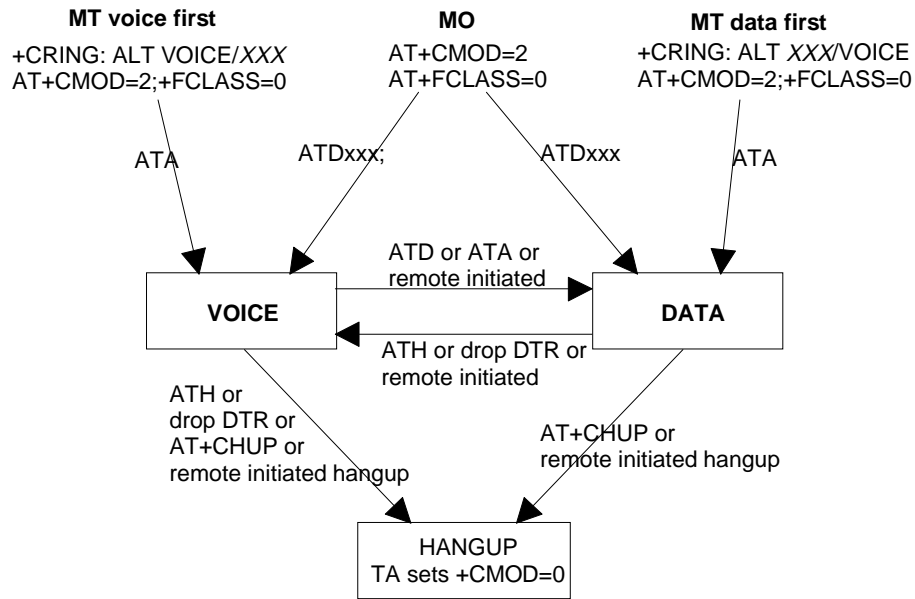 MT voice first
+CRING: ALT VOICE/XXX
AT+CMOD=2;+FCLASS=0
MO
AT+CMOD=2
AT+FCLASS=0
MT data first
+CRING: ALT XXX/VOICE
AT+CMOD=2;+FCLASS=0
ATA
ATDxxx;
ATDxxx
ATA
ATD or ATA or
remote initiated
VOICE
DATA
ATH or drop DTR or
remote initiated
ATH or
drop DTR or
AT+CHUP or
remote initiated hangup
AT+CHUP or
remote initiated hangup
HANGUP
TA sets +CMOD=0